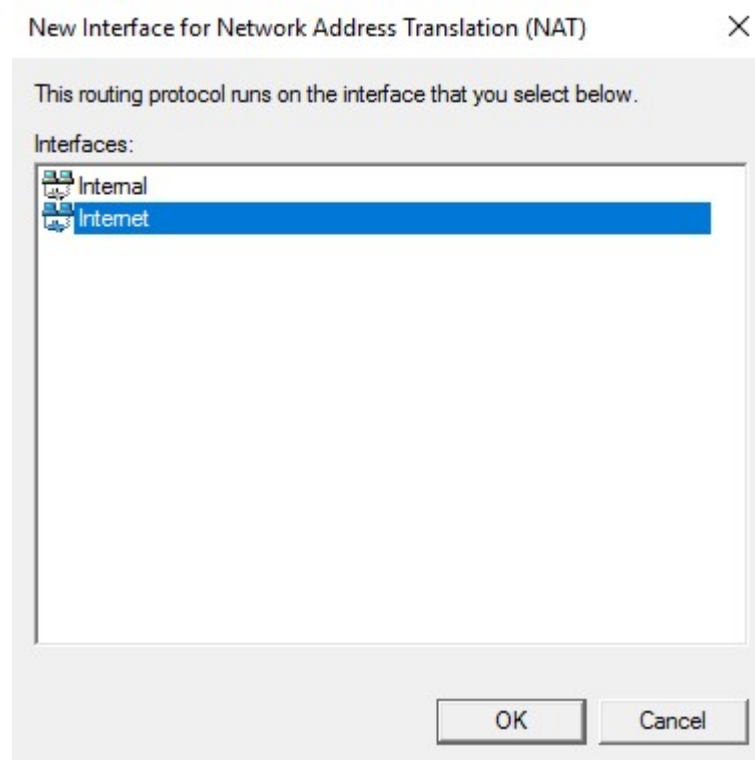 New Interface for Network Address Translation (NAT)
This routing protocol runs on the interface that you select below.
Interfaces:
Internal
Internet
OK Cancel